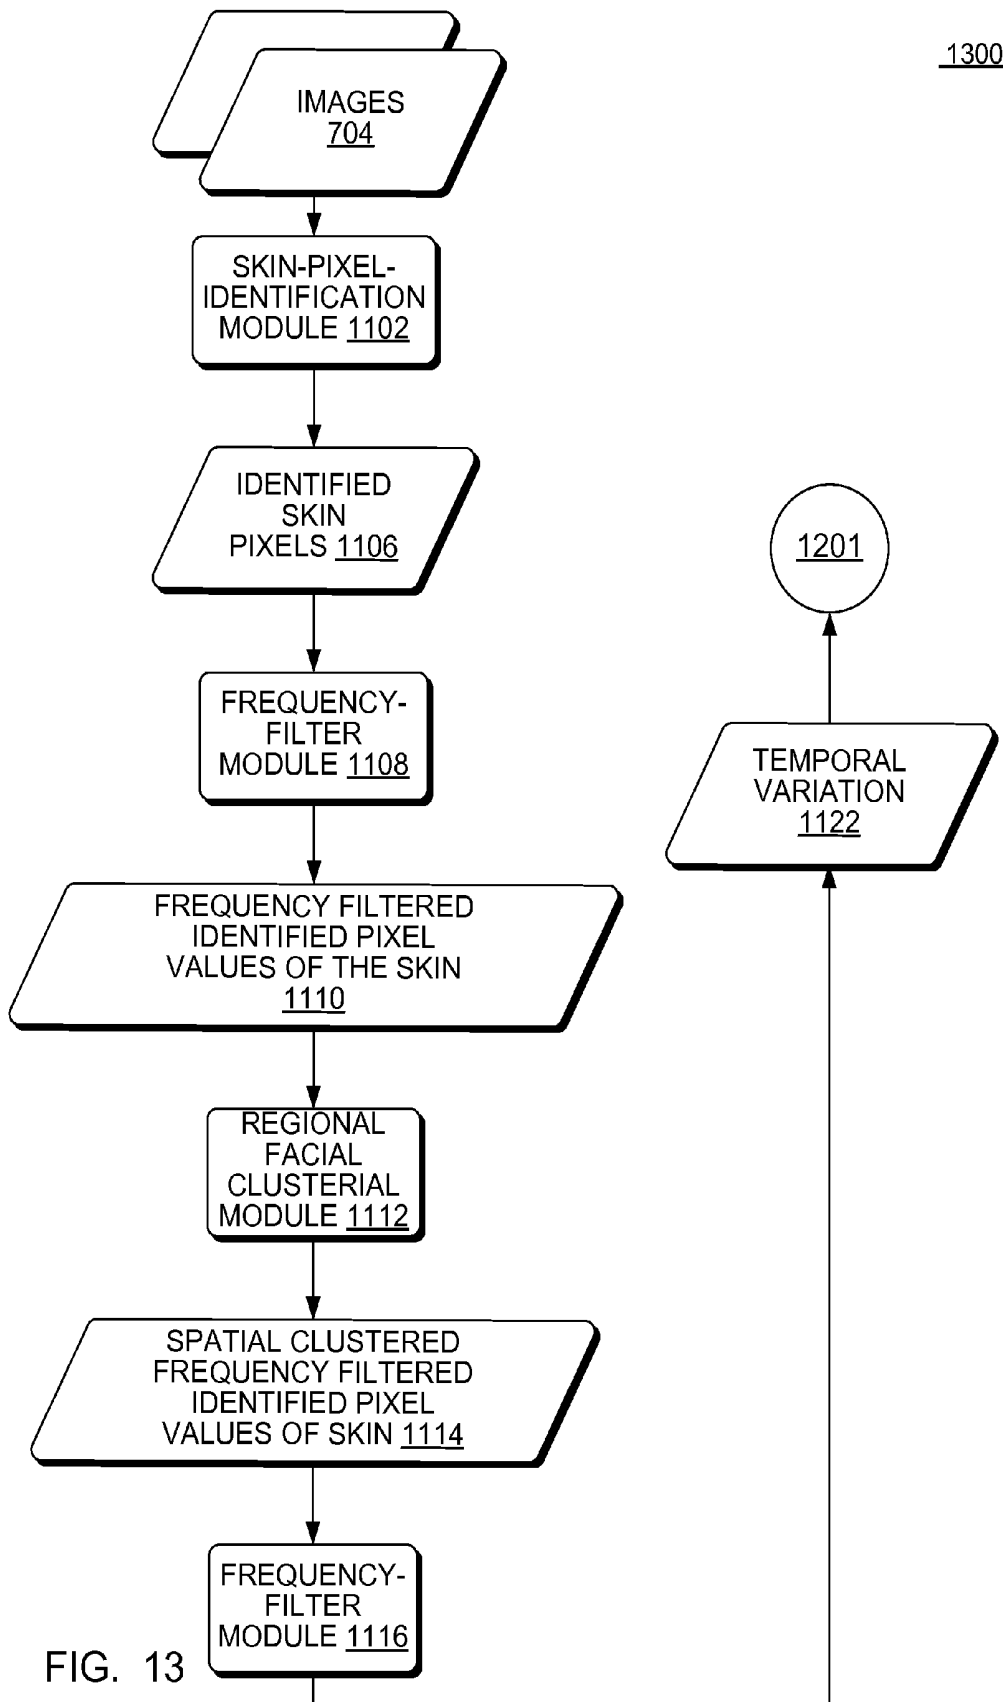 1300
IMAGES
704
SKIN-PIXEL-
IDENTIFICATION
MODULE 1102
IDENTIFIED
SKIN
PIXELS 1106
FREQUENCY-
FILTER
MODULE 1108
FREQUENCY FILTERED
IDENTIFIED PIXEL
VALUES OF THE SKIN
1110
REGIONAL
FACIAL
CLUSTERIAL
MODULE 1112
SPATIAL CLUSTERED
FREQUENCY FILTERED
IDENTIFIED PIXEL
VALUES OF SKIN 1114
FREQUENCY-
FILTER
MODULE 1116
1201
TEMPORAL
VARIATION
1122
FIG. 13